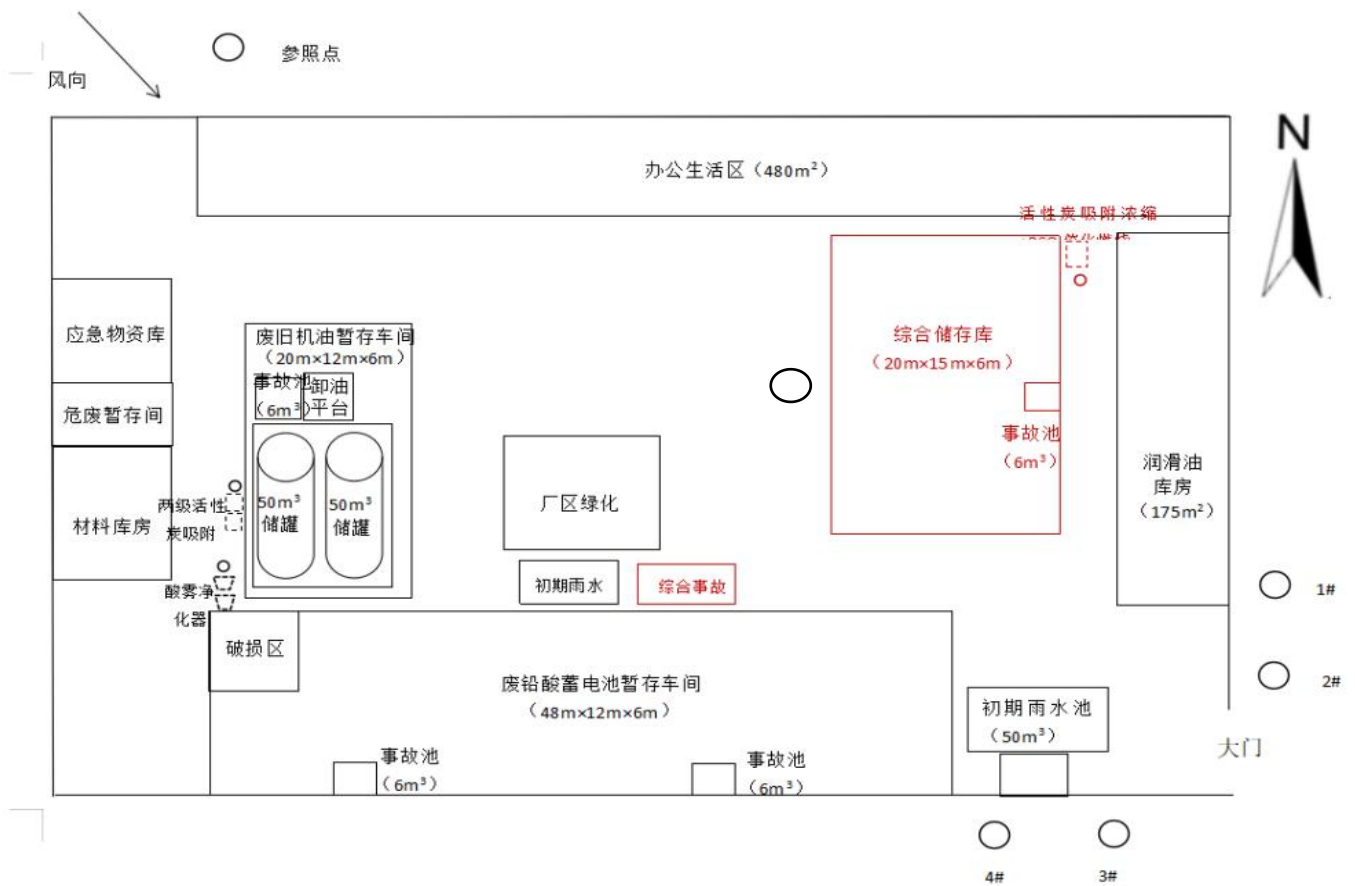 参照点
风向
N
办公生活区（480m²）
活性炭吸附浓缩
应急物资库
废旧机油暂存车间
（20m×12m×6m）
综合储存库
（20m×15m×6m）
事故池
（6m³）
卸油
平台
危废暂存间
事故池
（6m³）
润滑油
库房
（175m²）
两级活性
炭吸附
50m³
储罐
50m³
储罐
厂区绿化
材料库房
酸雾净
化器
初期雨水
综合事故
1#
破损区
废铅酸蓄电池暂存车间
（48m×12m×6m）
2#
初期雨水池
（50m³）
大门
事故池
（6m³）
事故池
（6m³）
4#
3#